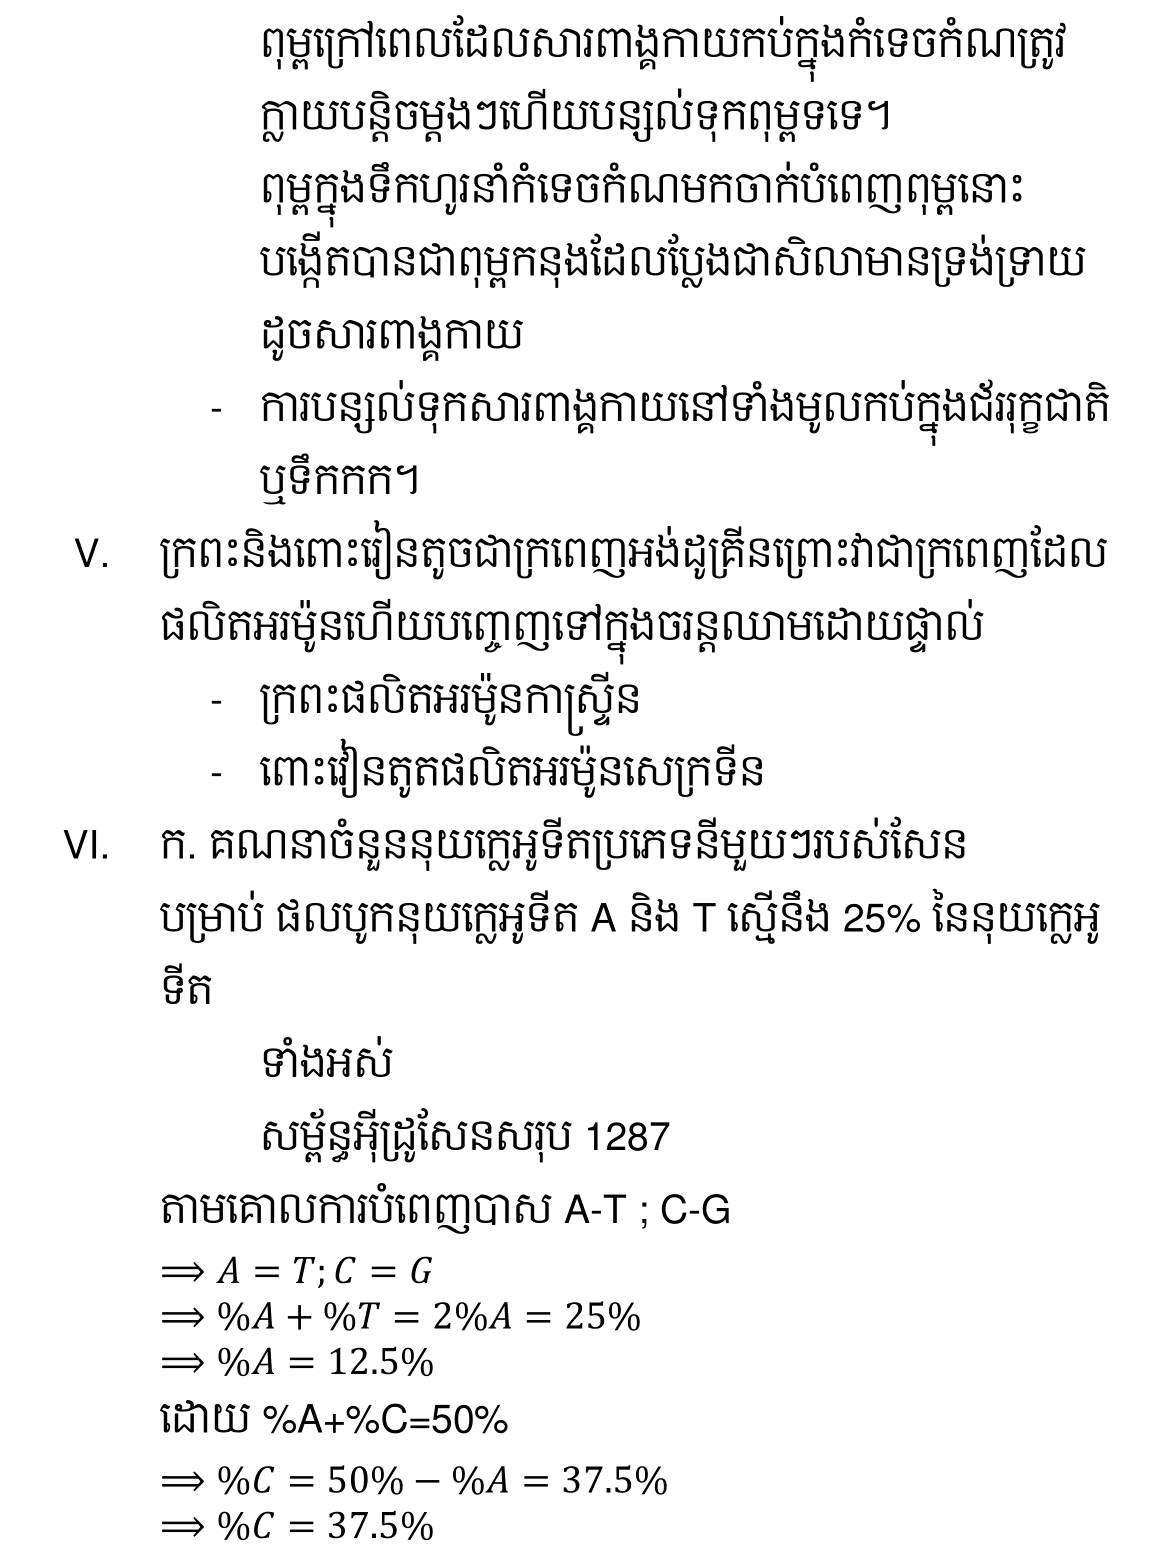 ពុម្ពក្រៅពេលដែលសារពាង្គកាយកប់ក្នុងកំទេចកំណត្រូវ
ក្លាយបន្តិចម្តងៗហើយបន្សល់ទុកពុម្ពទទេ។
ពុម្ពក្នុងទឹកហូរនាំកំទេចកំណមកចាក់បំពេញពុម្ពនោះ
បង្កើតបានជាពុម្ពកនុងដែលប្លែងជាសិលាមានទ្រង់ទ្រាយ
ដូចសារពាង្គកាយ
- ការបន្សល់ទុកសារពាង្គកាយនៅទាំងមូលកប់ក្នុងជ័ររុក្ខជាតិ
ឬទឹកកក។
V. ក្រពះនិងពោះវៀនតូចជាក្រពេញអង់ដូគ្រីនព្រោះវាជាក្រពេញដែល
ផលិតអរម៉ូនហើយបញ្ចេញទៅក្នុងចរន្តឈាមដោយផ្ទាល់
- ក្រពះផលិតអរម៉ូនកាស្ត្រីន
- ពោះវៀនតូតផលិតអរម៉ូនសេក្រទីន
VI. ក. គណនាចំនួននុយក្លេអូទីតប្រភេទនីមួយៗរបស់សែន
បម្រាប់ ផលបូកនុយក្លេអូទីត A និង T ស្មើនឹង 25% នៃនុយក្លេអូ
ទីត
ទាំងអស់
សម្ព័ន្ធអ៊ីដ្រូសែនសរុប 1287
តាមគោលការបំពេញបាស A-T ; C-G
⟹ A = T; C = G
⟹ %A + %T = 2%A = 25%
⟹ %A = 12.5%
ដោយ %A+%C=50%
⟹ %C = 50% − %A = 37.5%
⟹ %C = 37.5%